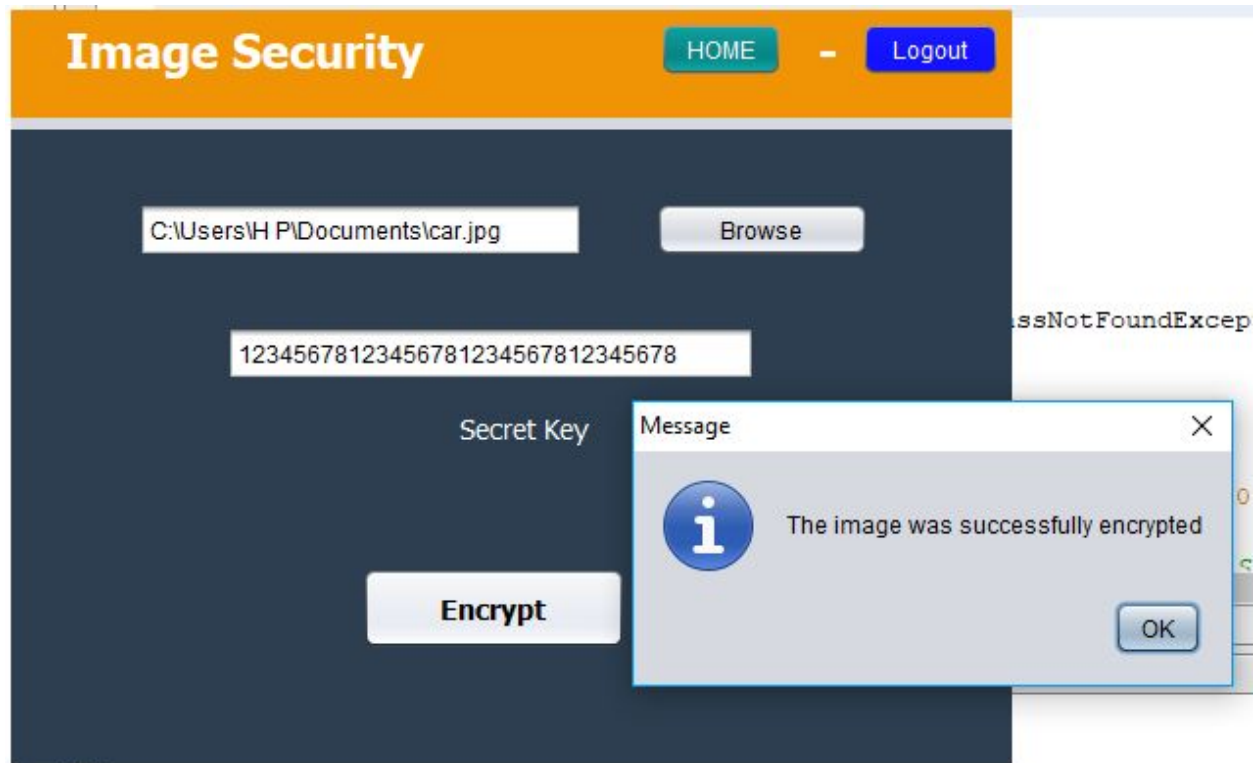 Image Security
HOME
-
Logout
C:\Users\H P\Documents\car.jpg
Browse
12345678123456781234567812345678
Secret Key
Message
The image was successfully encrypted
OK
Encrypt
ssNotFoundExcep